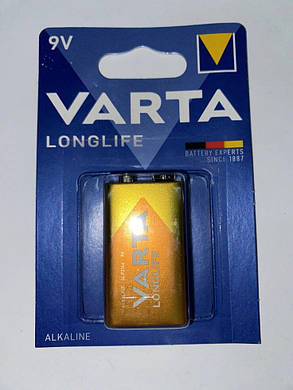 9V
VARTA
LONGLIFE
BATTERY EXPERTS
SINCE 1887
VARTA
LONGLIFE
ALKALINE